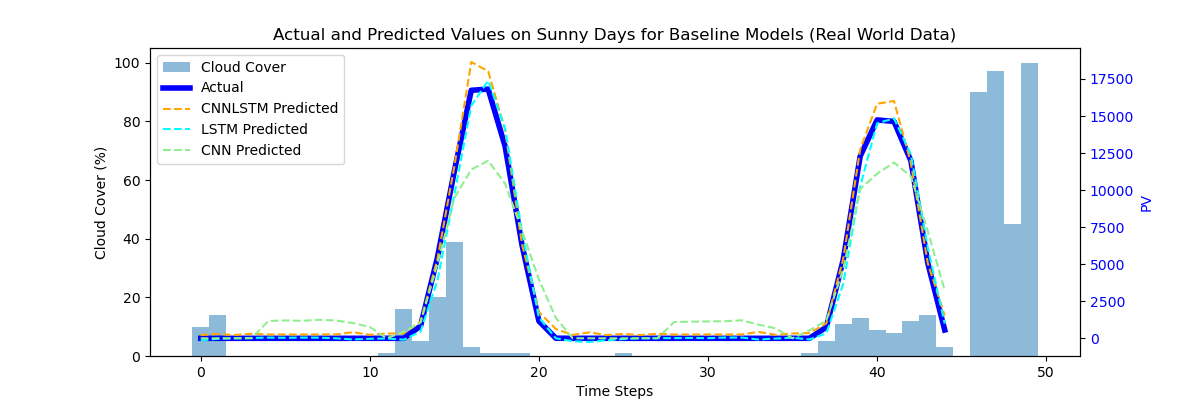 Actual and Predicted Values on Sunny Days for Baseline Models (Real World Data)
Cloud Cover
Actual
CNNLSTM Predicted
LSTM Predicted
CNN Predicted
Cloud Cover (%)
100
80
60
40
20
0
17500
15000
12500
10000
7500
5000
2500
0
PV
0 10 20 30 40 50
Time Steps